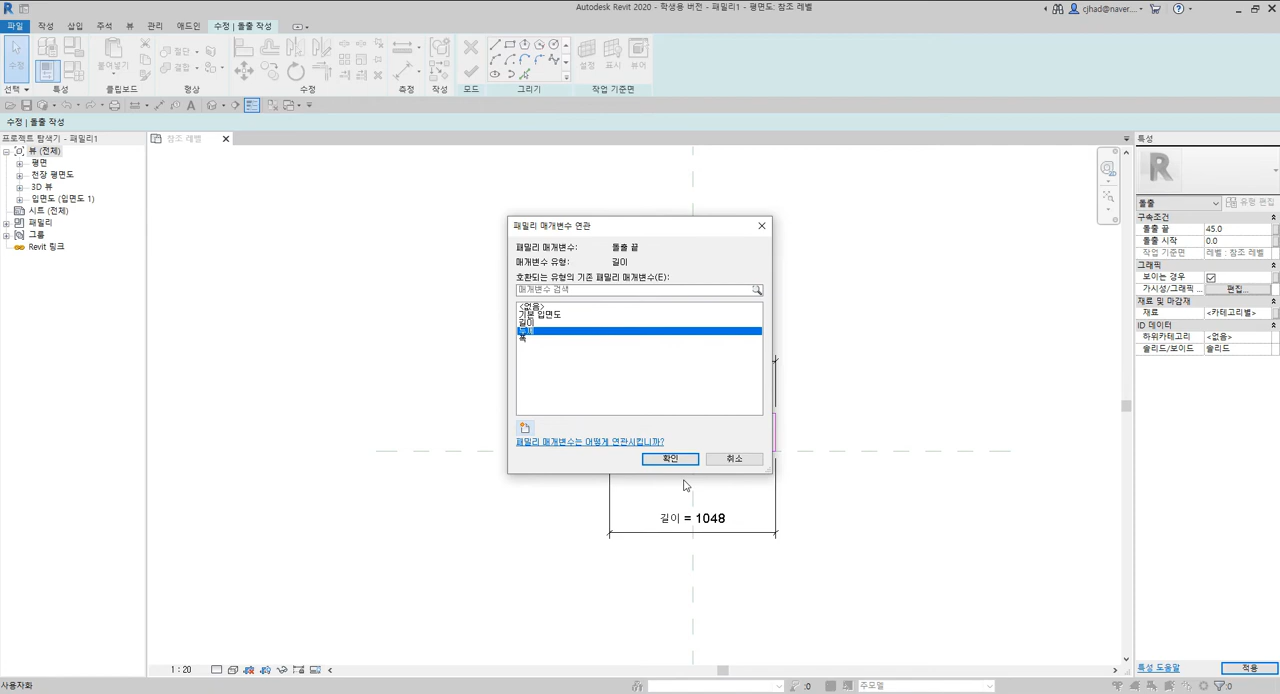 Autodesk Revit 2020 - 학생용 버전 - 패밀리1 - 평면도: 참조 레벨
cjhad@naver....
파일 작성 삽입 주석 뷰 관리 애드인 수정 | 돌출 작성
수정 붙여넣기 절단 결합 설정 표시 뷰어
선택 특성 클립보드 형상 수정 측정 작성 모드 그리기 작업 기준면
수정 | 돌출 작성
프로젝트 탐색기 - 패밀리1
뷰 (전체)
평면
천장 평면도
3D 뷰
입면도 (입면도 1)
시트 (전체)
패밀리
그룹
Revit 링크
참조 레벨
패밀리 매개변수 연관
패밀리 매개변수: 돌출 끝
매개변수 유형: 길이
호환되는 유형의 기존 패밀리 매개변수(E):
매개변수 검색
<없음>
기본 입면도
길이
두께
폭
패밀리 매개변수는 어떻게 연관시킵니까?
확인 취소
길이 = 1048
특성
돌출 유형 편집
구속조건
돌출 끝 45.0
돌출 시작 0.0
작업 기준면 레벨 : 참조 레벨
그래픽
보이는 경우
가시성/그래픽 ... 편집...
재료 및 마감재
재료 <카테고리별>
ID 데이터
하위카테고리 <없음>
솔리드/보이드 솔리드
특성 도움말 적용
1 : 20
사용자화 :0 주모델 :0